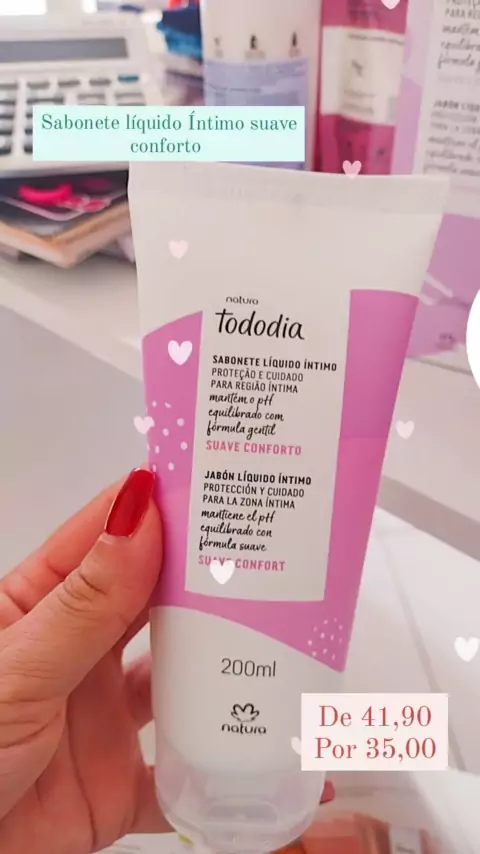 Sabonete líquido Íntimo suave
conforto
natura
Tododia
SABONETE LÍQUIDO ÍNTIMO
PROTEÇÃO E CUIDADO
PARA REGIÃO ÍNTIMA
mantém o pH
equilibrado com
fórmula gentil
SUAVE CONFORTO
JABÓN LÍQUIDO ÍNTIMO
PROTECCIÓN Y CUIDADO
PARA LA ZONA ÍNTIMA
mantiene el pH
equilibrado con
fórmula suave
SUAVE CONFORT
200ml
natura
De 41,90
Por 35,00